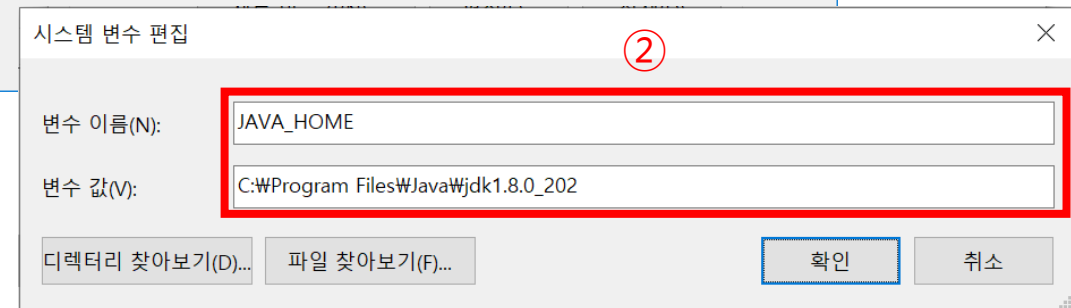 시스템 변수 편집
②
변수 이름(N):
JAVA_HOME
변수 값(V):
C:₩Program Files₩Java₩jdk1.8.0_202
디렉터리 찾아보기(D)...
파일 찾아보기(F)...
확인
취소